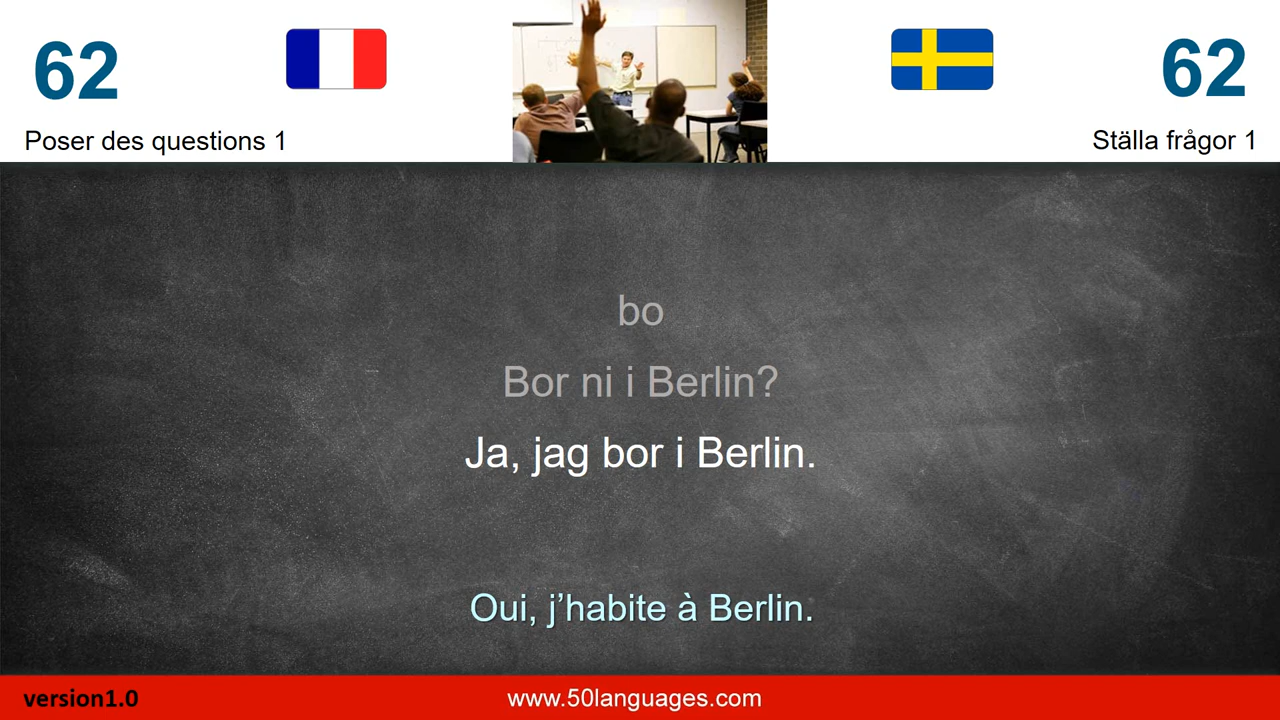 62
62
Poser des questions 1
Ställa frågor 1
bo
Bor ni i Berlin?
Ja, jag bor i Berlin.
Oui, j’habite à Berlin.
version1.0
www.50languages.com